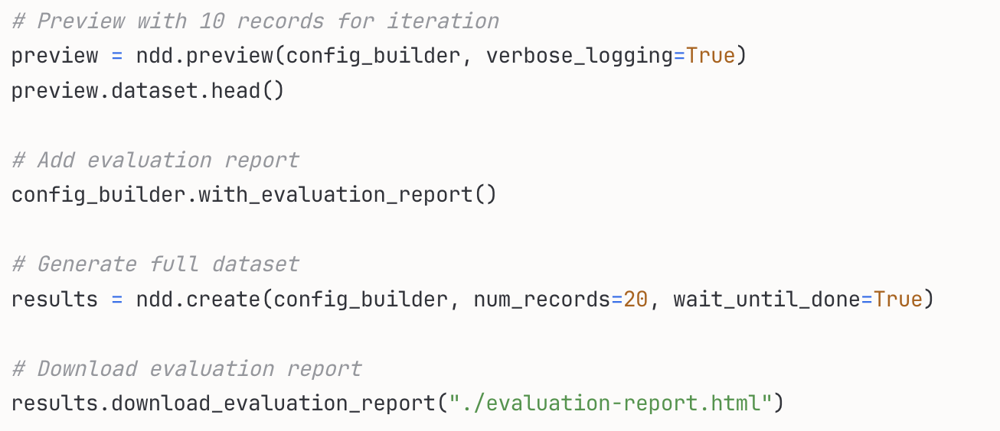 # Preview with 10 records for iteration
preview = ndd.preview(config_builder, verbose_logging=True)
preview.dataset.head()
# Add evaluation report
config_builder.with_evaluation_report()
# Generate full dataset
results = ndd.create(config_builder, num_records=20, wait_until_done=True)
# Download evaluation report
results.download_evaluation_report("./evaluation-report.html")